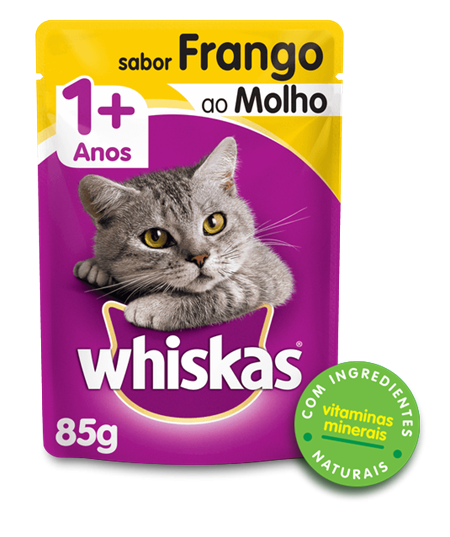 sabor Frango
ao Molho
1+
Anos
whiskas®
85g
COM INGREDIENTES
vitaminas
minerais
NATURAIS